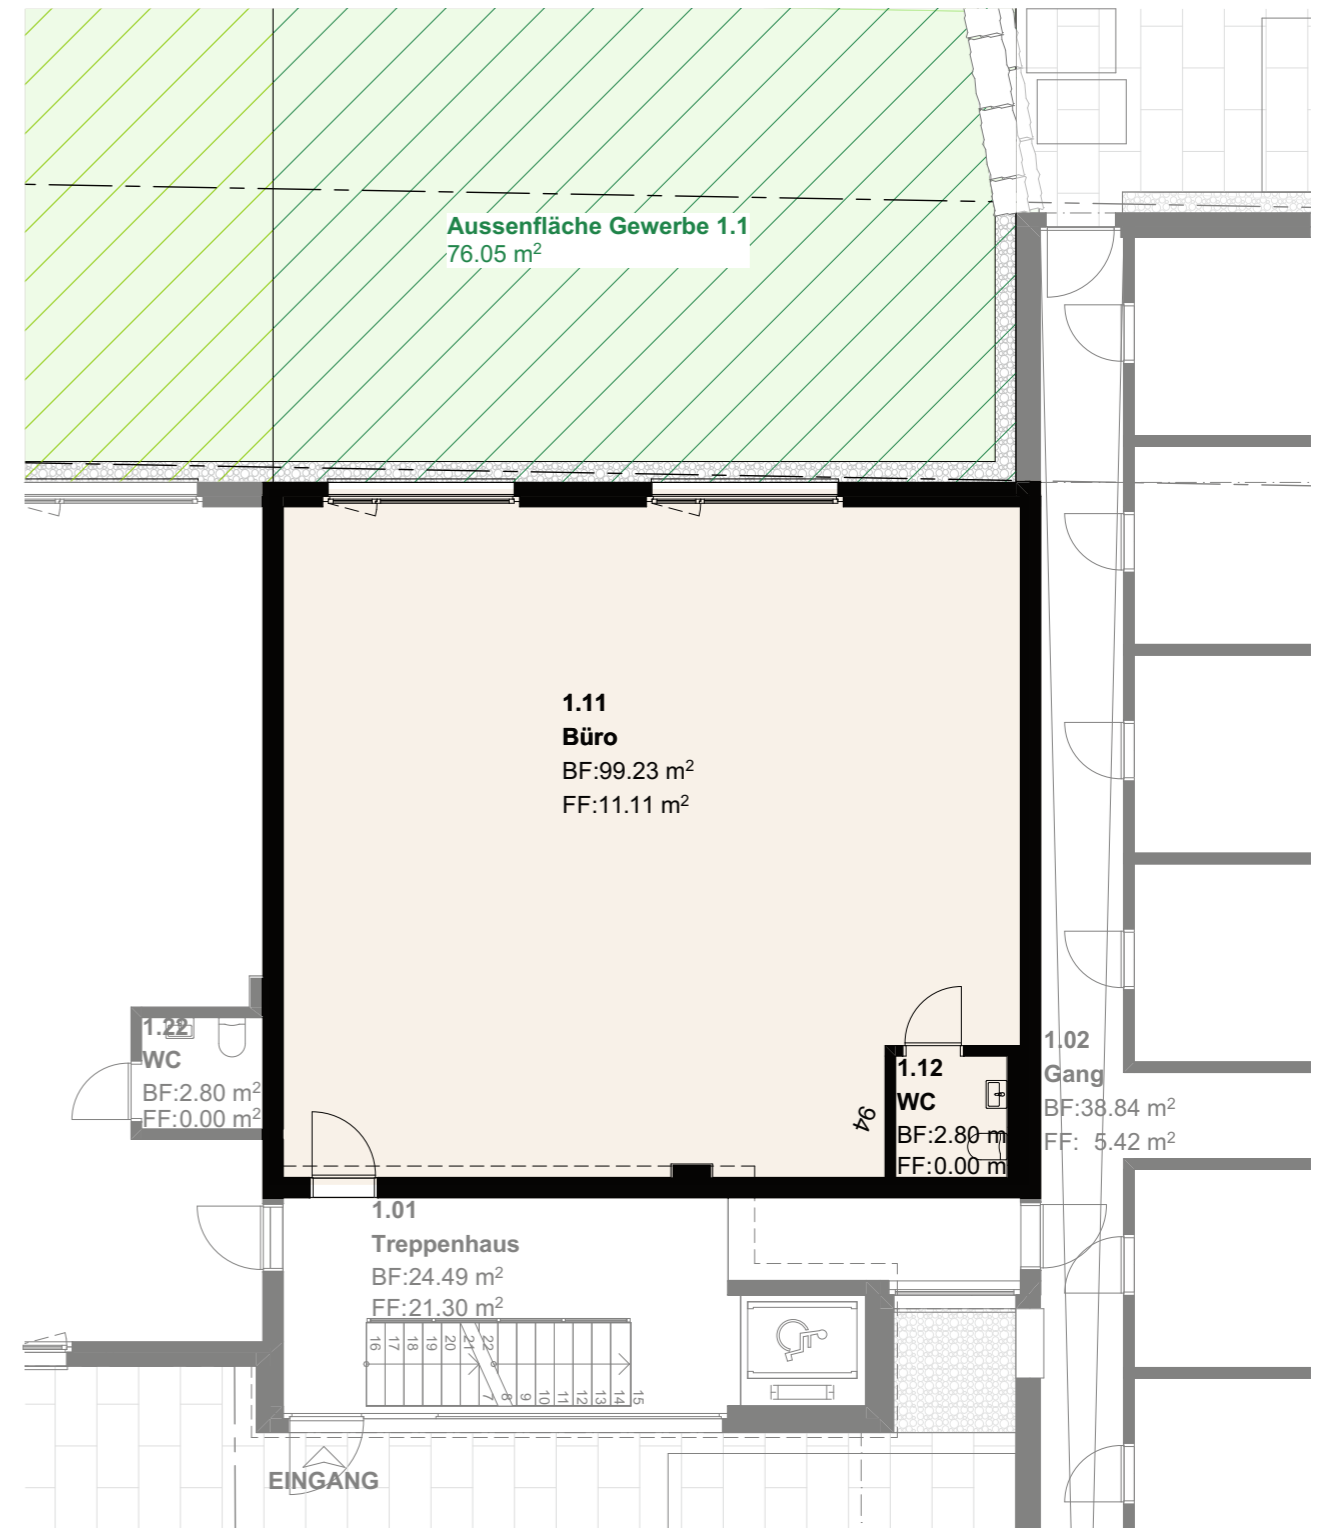 Aussenfläche Gewerbe 1.1
76.05 m²
1.11
Büro
BF:99.23 m²
FF:11.11 m²
1.22
WC
BF:2.80 m²
FF:0.00 m²
1.12
WC
BF:2.80 m
FF:0.00 m
94
1.02
Gang
BF:38.84 m²
FF: 5.42 m²
1.01
Treppenhaus
BF:24.49 m²
FF:21.30 m²
16 17 18 19 20 21 22
7 8 9 10 11 12 13 14 15
EINGANG